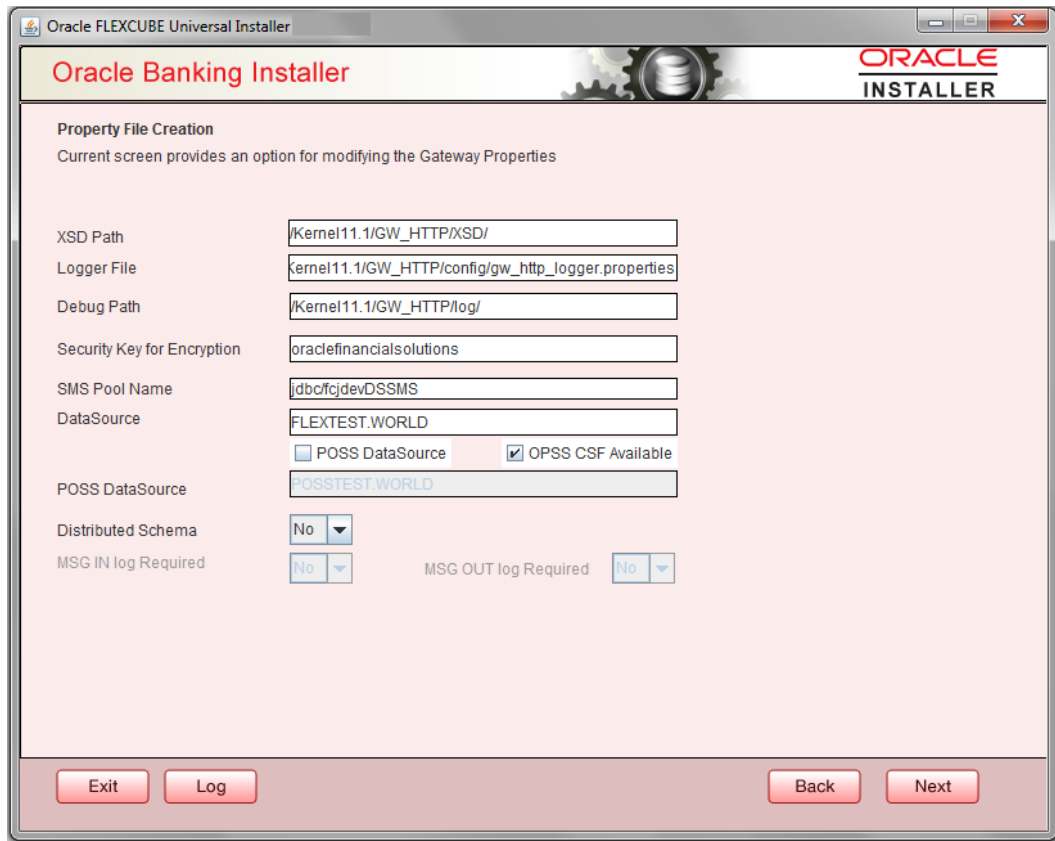 Oracle FLEXCUBE Universal Installer
Oracle Banking Installer
ORACLE
INSTALLER
Property File Creation
Current screen provides an option for modifying the Gateway Properties
XSD Path /Kernel11.1/GW_HTTP/XSD/
Logger File Kernel11.1/GW_HTTP/config/gw_http_logger.properties
Debug Path /Kernel11.1/GW_HTTP/log/
Security Key for Encryption oraclefinancialsolutions
SMS Pool Name jdbc/fcjdevDSSMS
DataSource FLEXTEST.WORLD
POSS DataSource OPSS CSF Available
POSS DataSource POSSTEST.WORLD
Distributed Schema No
MSG IN log Required No MSG OUT log Required No
Exit Log Back Next